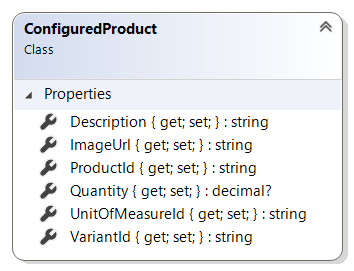 ConfiguredProduct
Class
Properties
Description { get; set; } : string
ImageUrl { get; set; } : string
ProductId { get; set; } : string
Quantity { get; set; } : decimal?
UnitOfMeasureId { get; set; } : string
VariantId { get; set; } : string